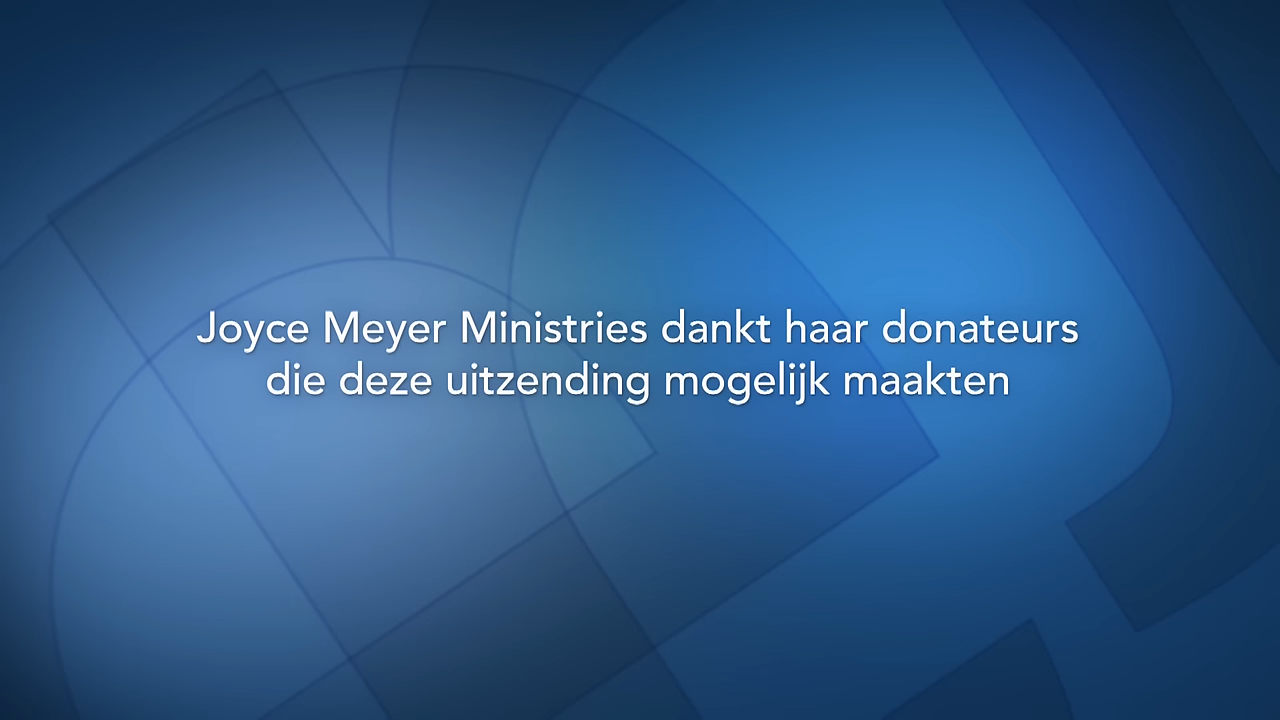 Joyce Meyer Ministries dankt haar donateurs
die deze uitzending mogelijk maakten